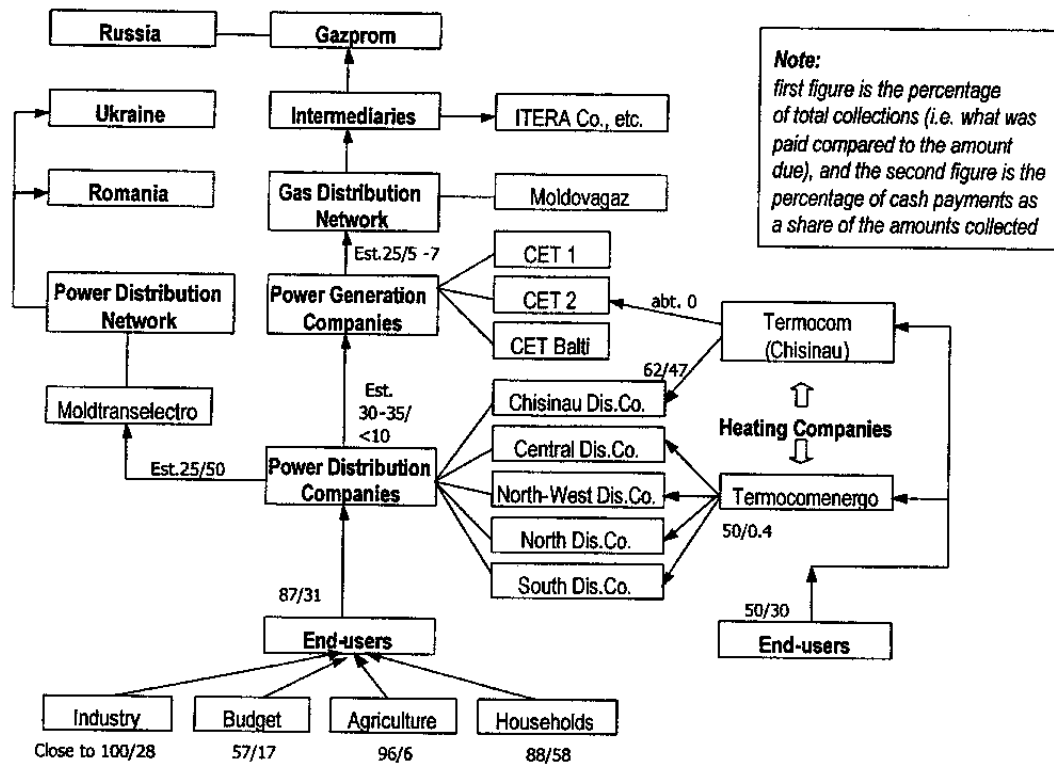 Russia
Gazprom
Note:
first figure is the percentage
of total collections (i.e. what was
paid compared to the amount
due), and the second figure is the
percentage of cash payments as
a share of the amounts collected
Ukraine
Intermediaries
ITERA Co., etc.
Romania
Gas Distribution
Network
Moldovagaz
Est.25/5 -7
CET 1
Power Distribution
Network
Power Generation
Companies
CET 2
abt. 0
Termocom
(Chisinau)
CET Balti
62/47
Est.
30-35/
<10
Moldtranselectro
Chisinau Dis.Co.
Heating Companies
Central Dis.Co.
Est.25/50
Power Distribution
Companies
North-West Dis.Co.
Termocomenergo
50/0.4
North Dis.Co.
South Dis.Co.
87/31
50/30
End-users
End-users
Industry
Budget
Agriculture
Households
Close to 100/28
57/17
96/6
88/58